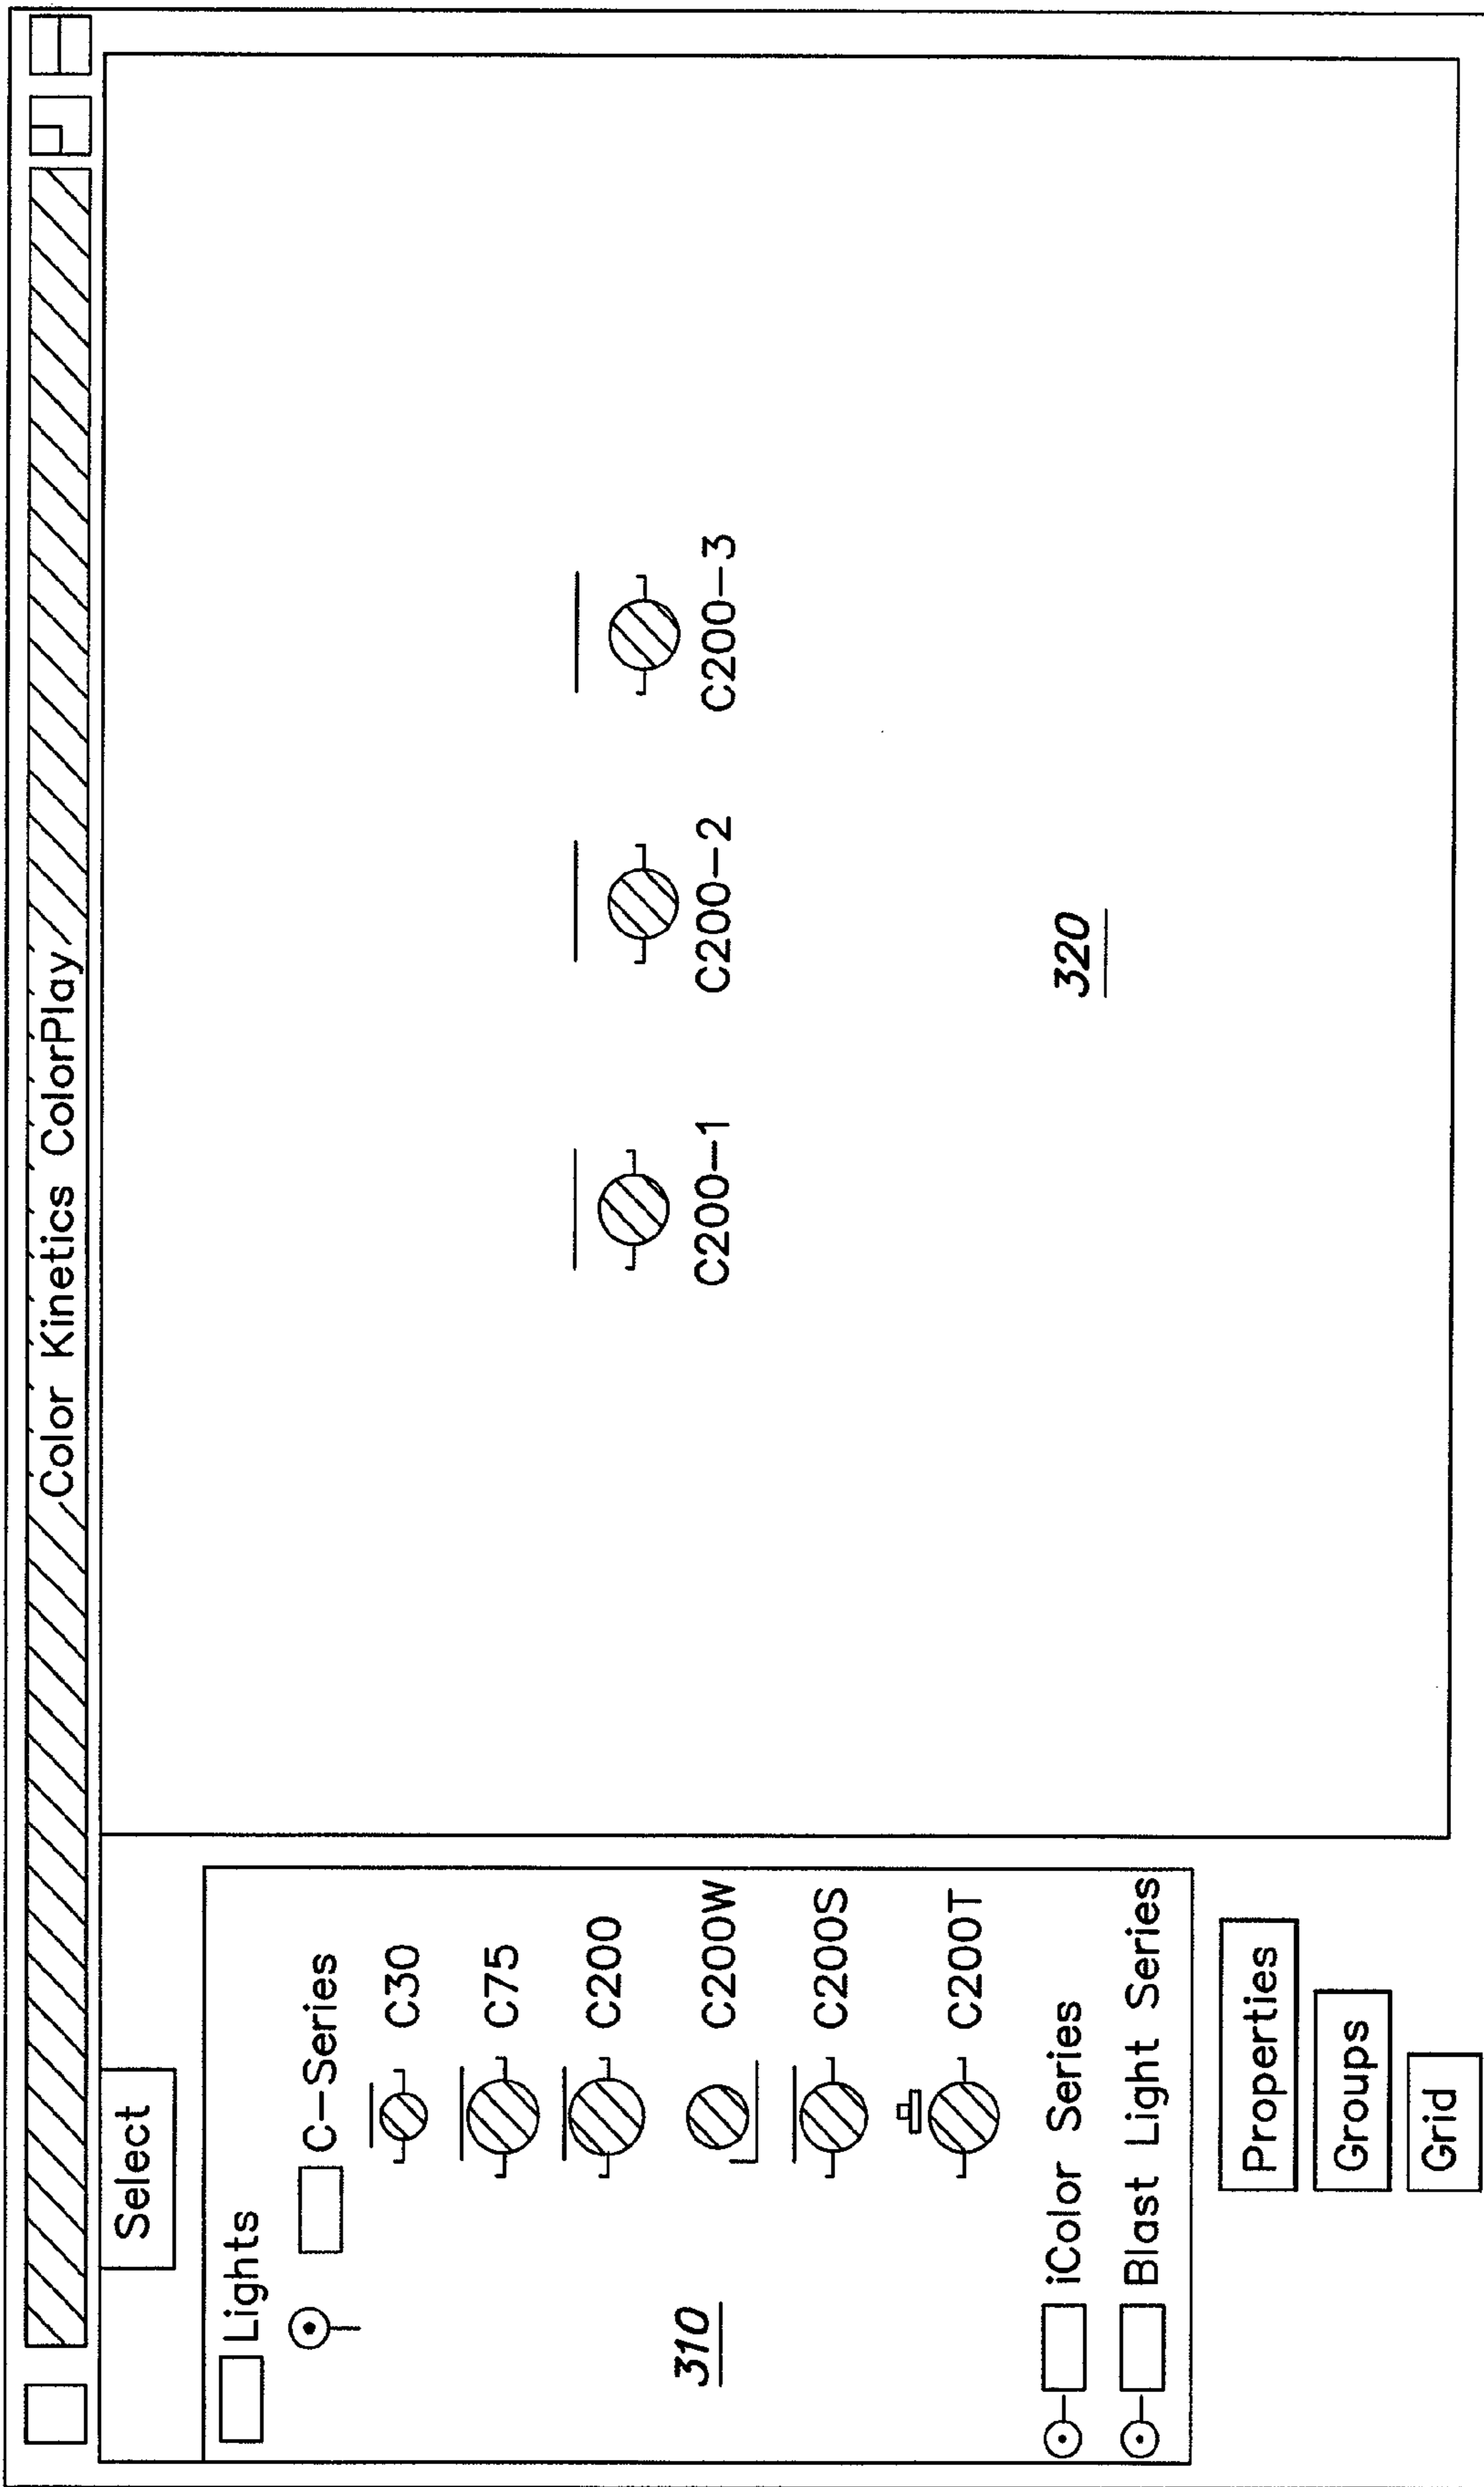 Color Kinetics ColorPlay
Select
Lights
C-Series
C30
C75
C200
C200W
C200S
C200T
310
iColor Series
Blast Light Series
Properties
Groups
Grid
C200-1
C200-2
C200-3
320